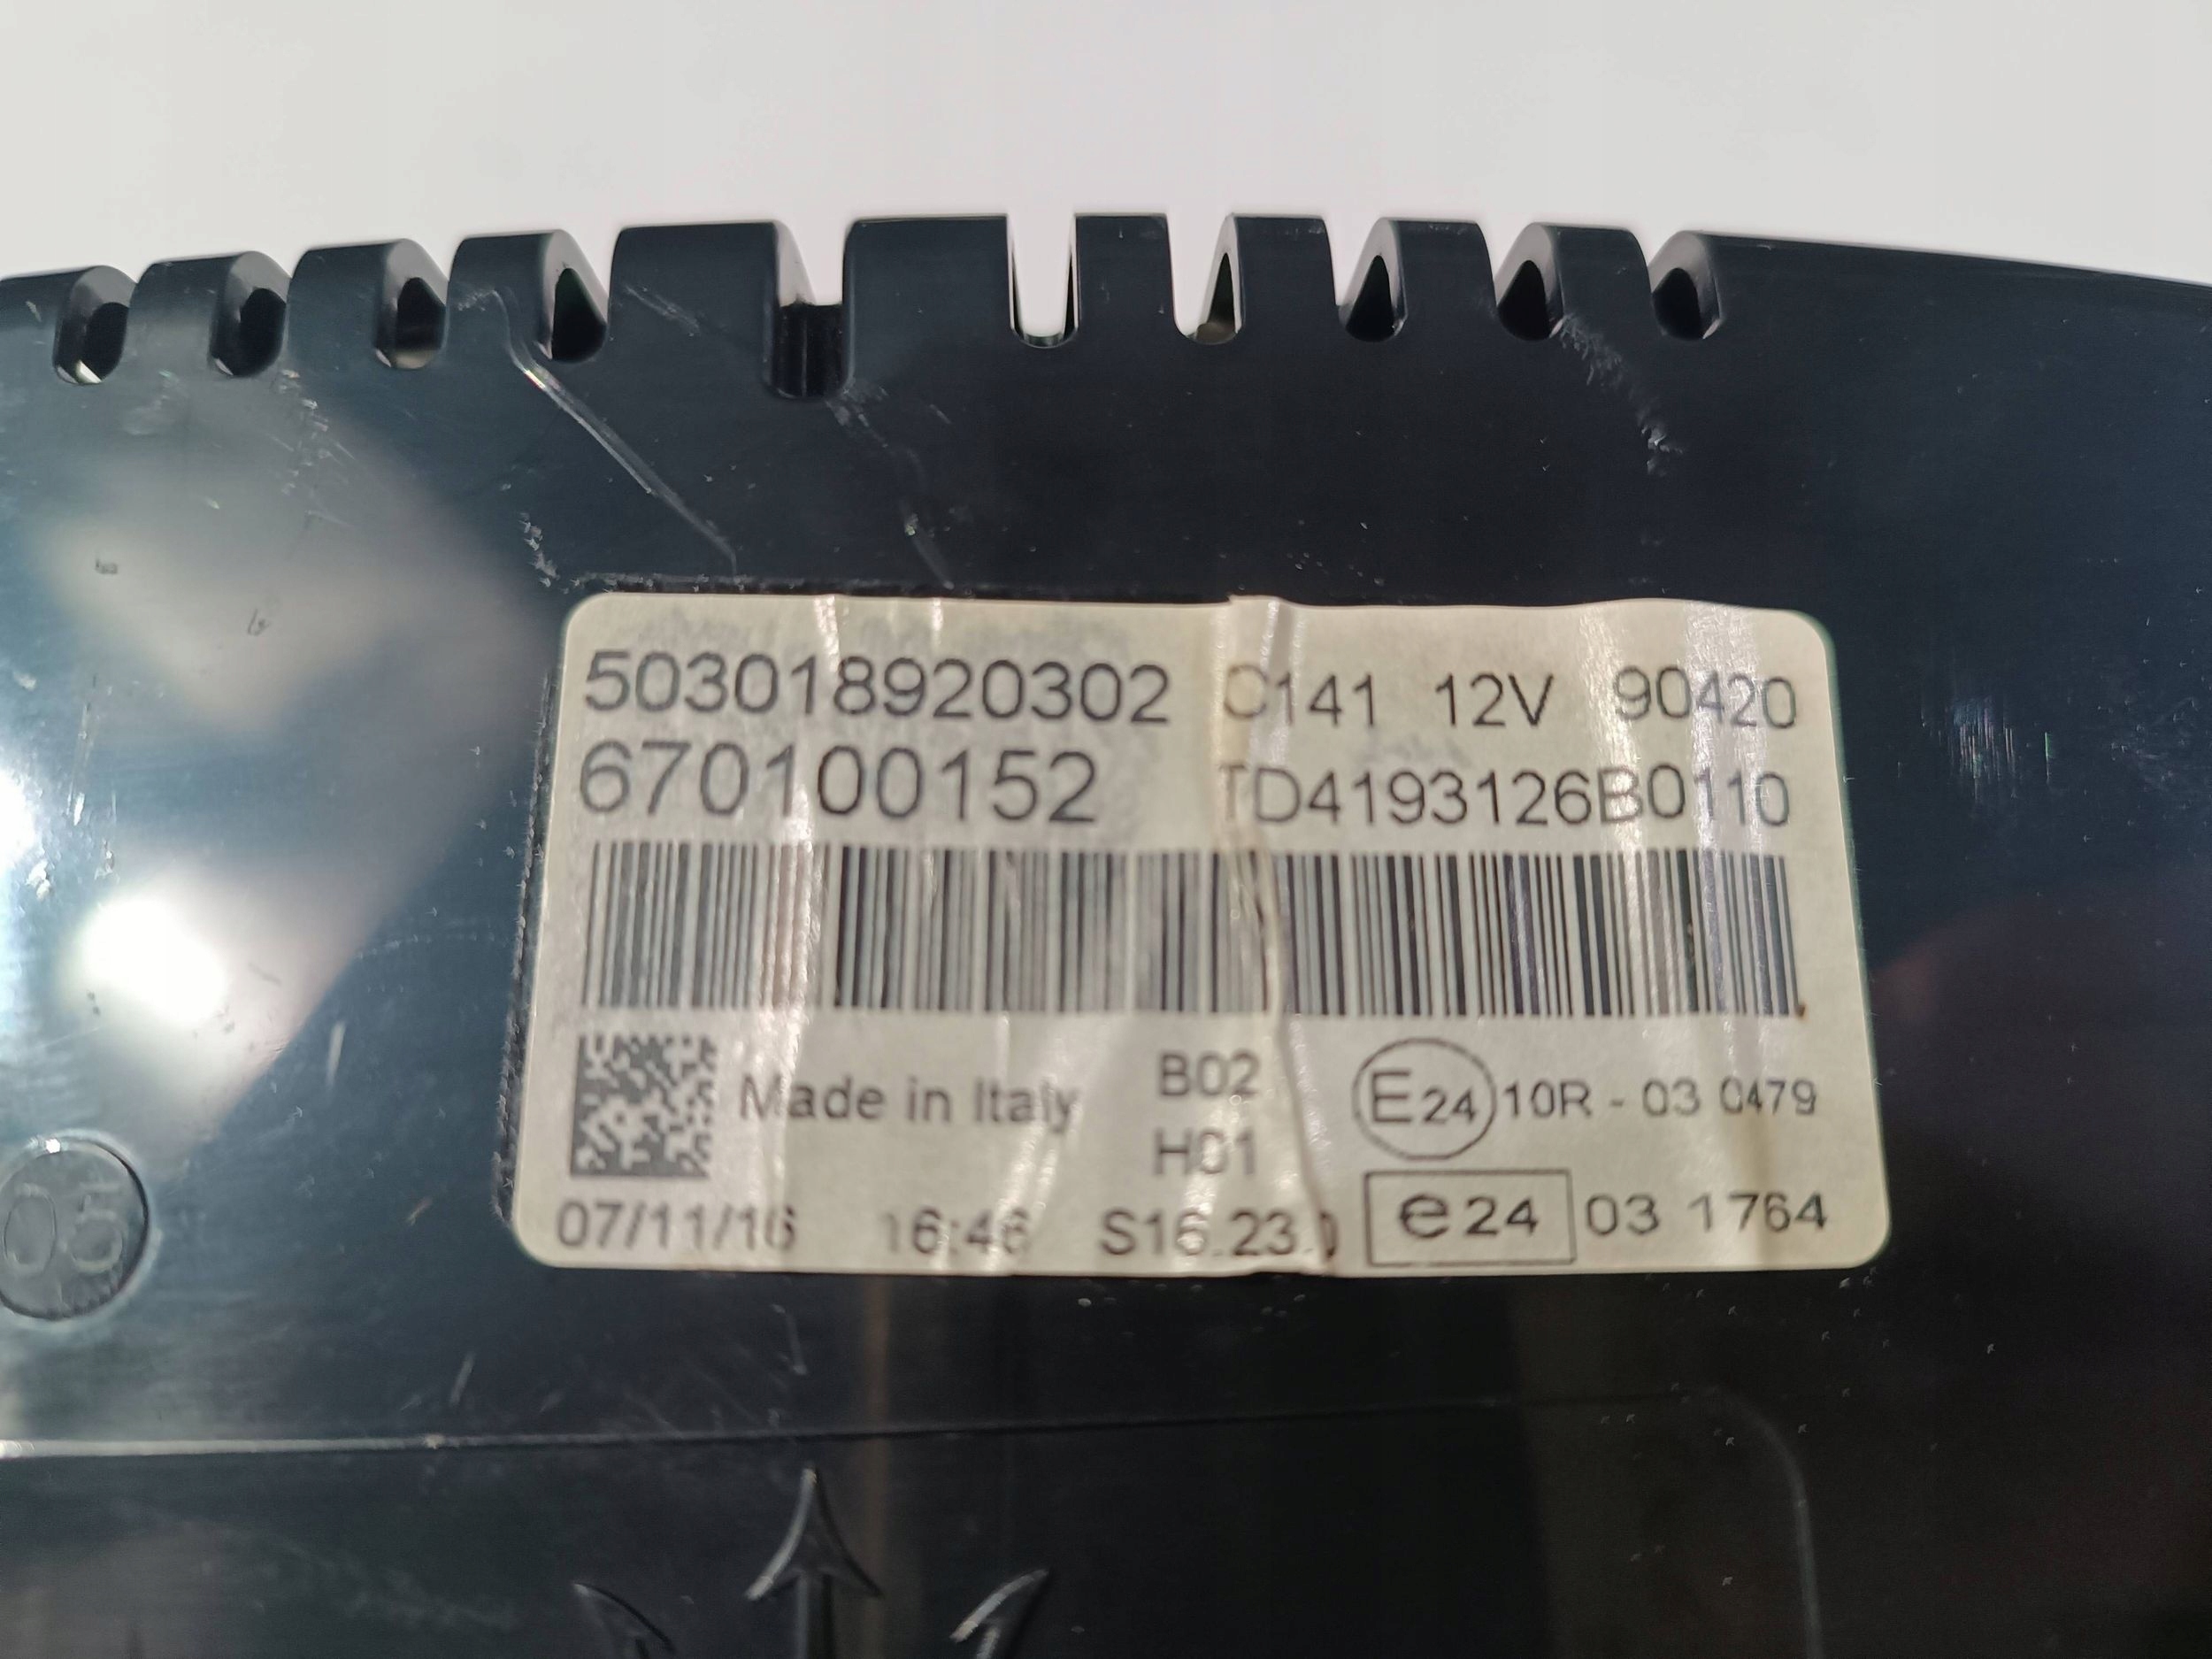 503018920302 C141 12V 90420
670100152 TD4193126B0110
Made in Italy B02 E24 10R - 03 0479
H01
07/11/16 16:46 S16.23.0 e24 03 1764
05